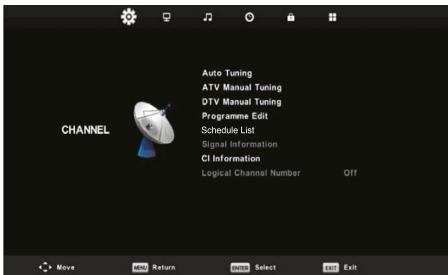 CHANNEL
Auto Tuning
ATV Manual Tuning
DTV Manual Tuning
Programme Edit
Schedule List
Signal Information
CI Information
Logical Channel Number Off
Move MENU Return ENTER Select EXIT Exit